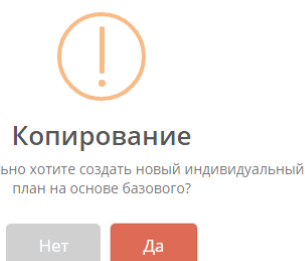 Копирование
хотите создать новый индивидуальный
план на основе базового?
Нет
Да